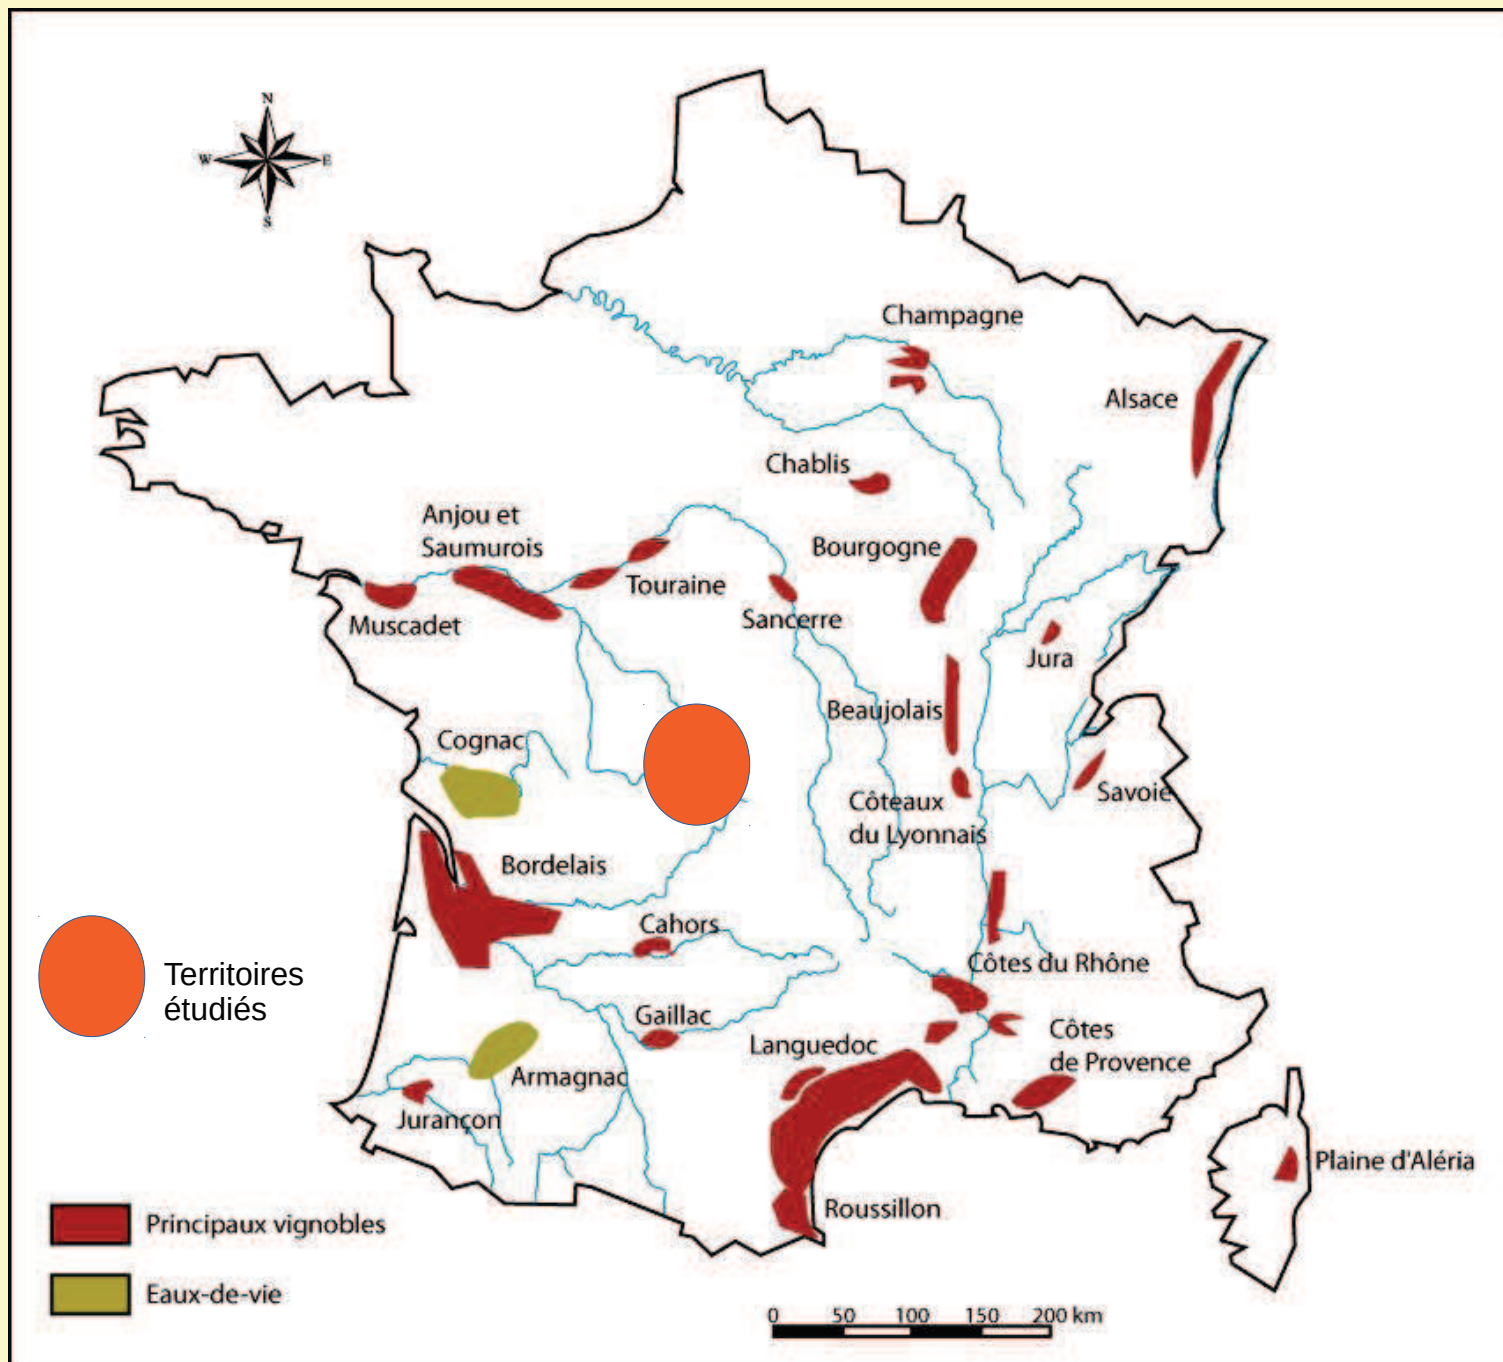 N
W
E
S
Champagne
Alsace
Chablis
Anjou et
Saumurois
Bourgogne
Touraine
Muscadet
Sancerre
Jura
Beaujolais
Cognac
Savoie
Côteaux
du Lyonnais
Bordelais
Cahors
Côtes du Rhône
Territoires
étudiés
Gaillac
Côtes
de Provence
Languedoc
Armagnac
Jurançon
Plaine d'Aléria
Roussillon
Principaux vignobles
Eaux-de-vie
0 50 100 150 200 km